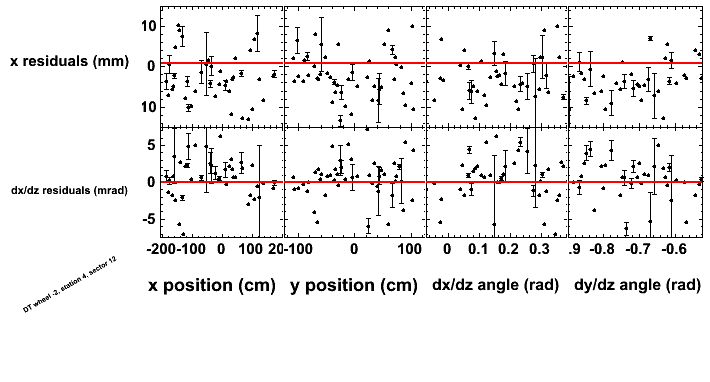 10
x residuals (mm) 0
10
5
dx/dz residuals (mrad) 0
-5
-200 -100 0 100 20 -100 0 100 0 0.1 0.2 0.3 .9 -0.8 -0.7 -0.6
x position (cm) y position (cm) dx/dz angle (rad) dy/dz angle (rad)
DT wheel -2, station 4, sector 12